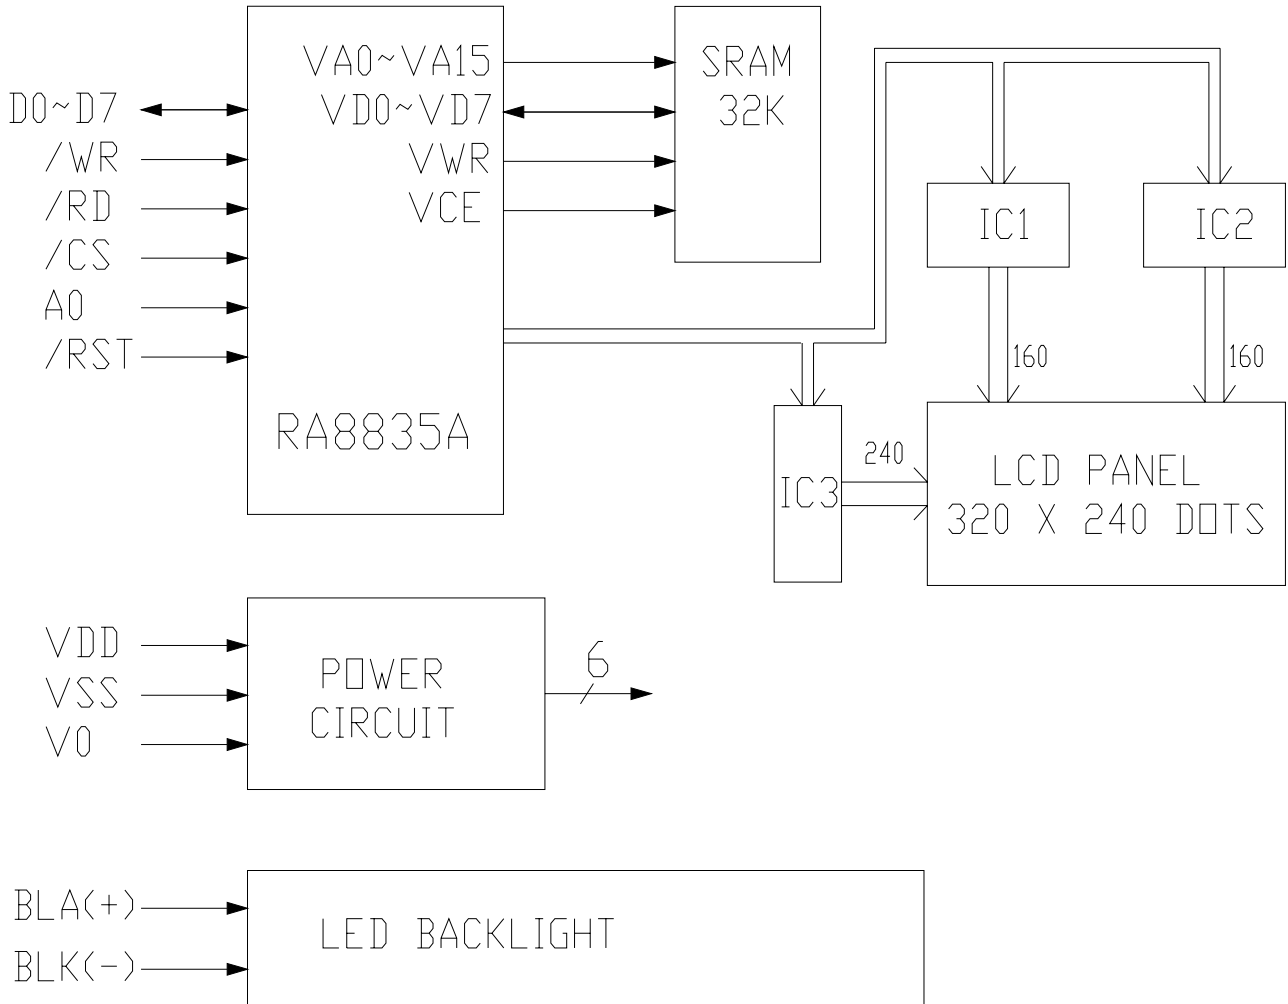 D0~D7
/WR
/RD
/CS
A0
/RST
VA0~VA15
VD0~VD7
VWR
VCE
RA8835A
SRAM
32K
IC1
IC2
160
160
240
IC3
LCD PANEL
320 X 240 DOTS
VDD
VSS
V0
POWER
CIRCUIT
6
BLA(+)
BLK(-)
LED BACKLIGHT